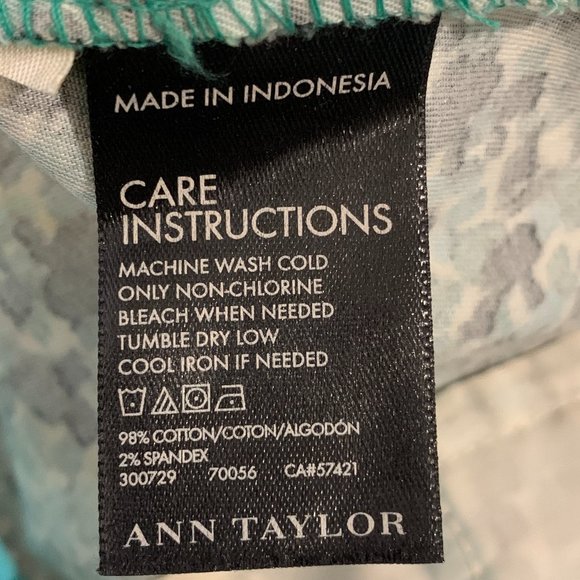 MADE IN INDONESIA
CARE
INSTRUCTIONS
MACHINE WASH COLD
ONLY NON-CHLORINE
BLEACH WHEN NEEDED
TUMBLE DRY LOW
COOL IRON IF NEEDED
98% COTTON/COTON/ALGODÓN
2% SPANDEX
300729 70056 CA#57421
ANN TAYLOR